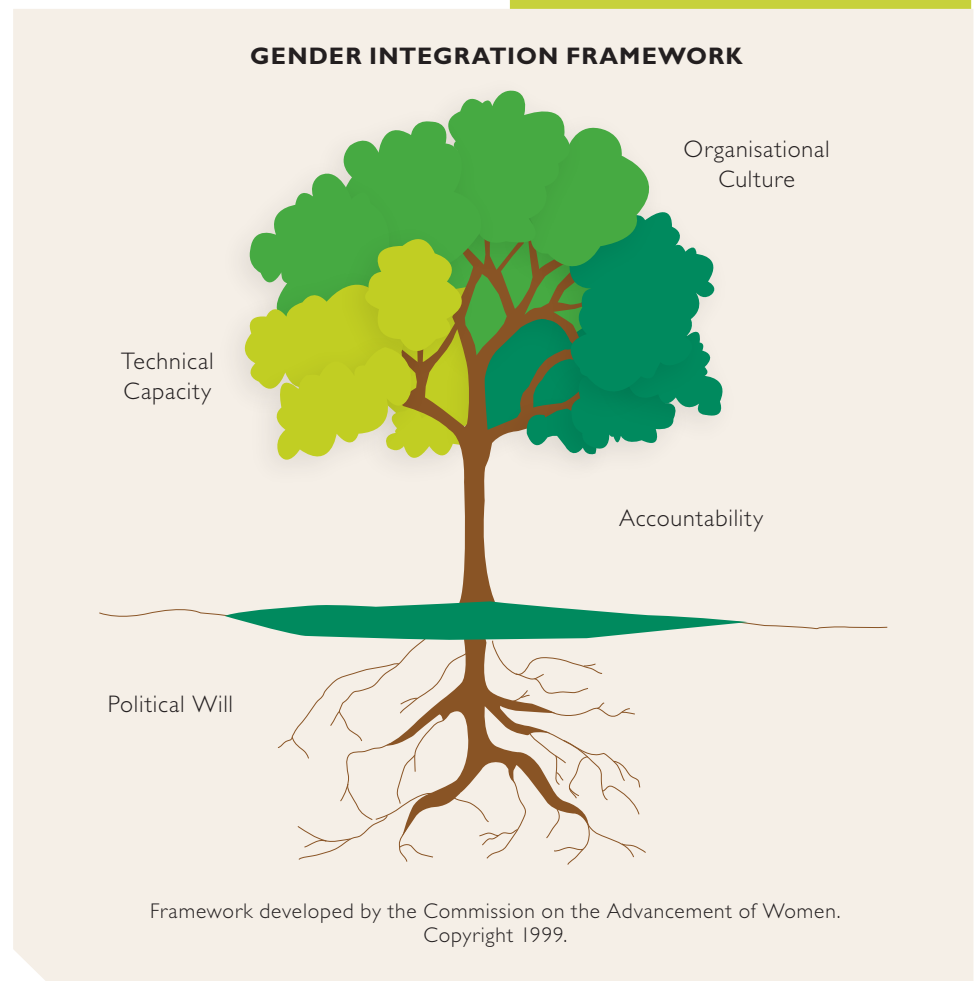 GENDER INTEGRATION FRAMEWORK
Organisational
Culture
Technical
Capacity
Accountability
Political Will
Framework developed by the Commission on the Advancement of Women.
Copyright 1999.